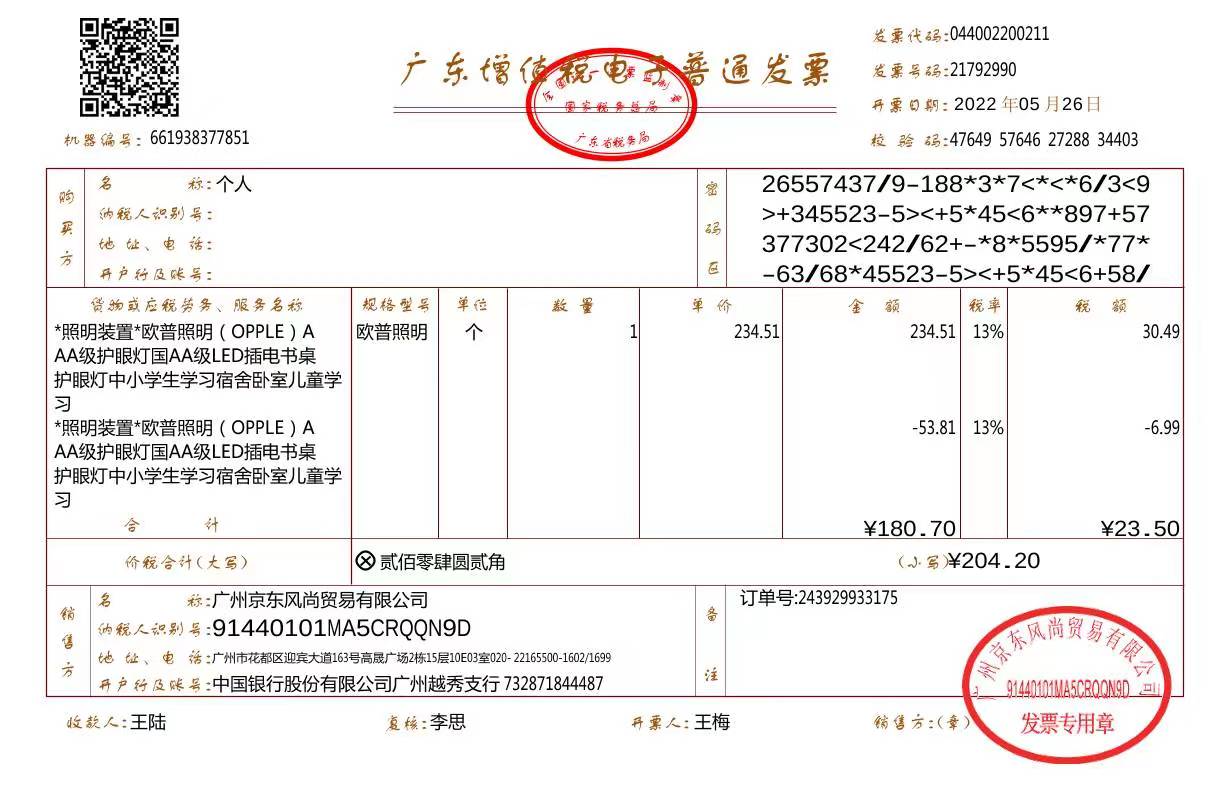 广东增值税电子普通发票
全国统一发票监制章
国家税务总局
广东省税务局
发票代码:044002200211
发票号码:21792990
开票日期: 2022 年05 月26日
校 验 码:47649 57646 27288 34403
机器编号: 661938377851
购买方
名 称:个人
纳税人识别号:
地 址、电 话:
开户行及账号:
密码区
26557437/9-188*3*7<*<*6/3<9
>+345523-5><+5*45<6**897+57
377302<242/62+-*8*5595/*77*
-63/68*45523-5><+5*45<6+58/
货物或应税劳务、服务名称 规格型号 单位 数 量 单 价 金 额 税率 税 额
*照明装置*欧普照明（OPPLE）A 欧普照明 个 1 234.51 234.51 13% 30.49
AA级护眼灯国AA级LED插电书桌
护眼灯中小学生学习宿舍卧室儿童学
习
*照明装置*欧普照明（OPPLE）A -53.81 13% -6.99
AA级护眼灯国AA级LED插电书桌
护眼灯中小学生学习宿舍卧室儿童学
习
合 计 ¥180.70 ¥23.50
价税合计(大写) ⊗ 贰佰零肆圆贰角 (小写)¥204.20
销售方
名 称:广州京东风尚贸易有限公司
纳税人识别号:91440101MA5CRQQN9D
地 址、电 话:广州市花都区迎宾大道163号高晟广场2栋15层10E03室020- 22165500-1602/1699
开户行及账号:中国银行股份有限公司广州越秀支行 732871844487
备注
订单号:243929933175
广州京东风尚贸易有限公司
91440101MA5CRQQN9D
发票专用章
收款人:王陆 复核:李思 开票人:王梅 销售方:(章)